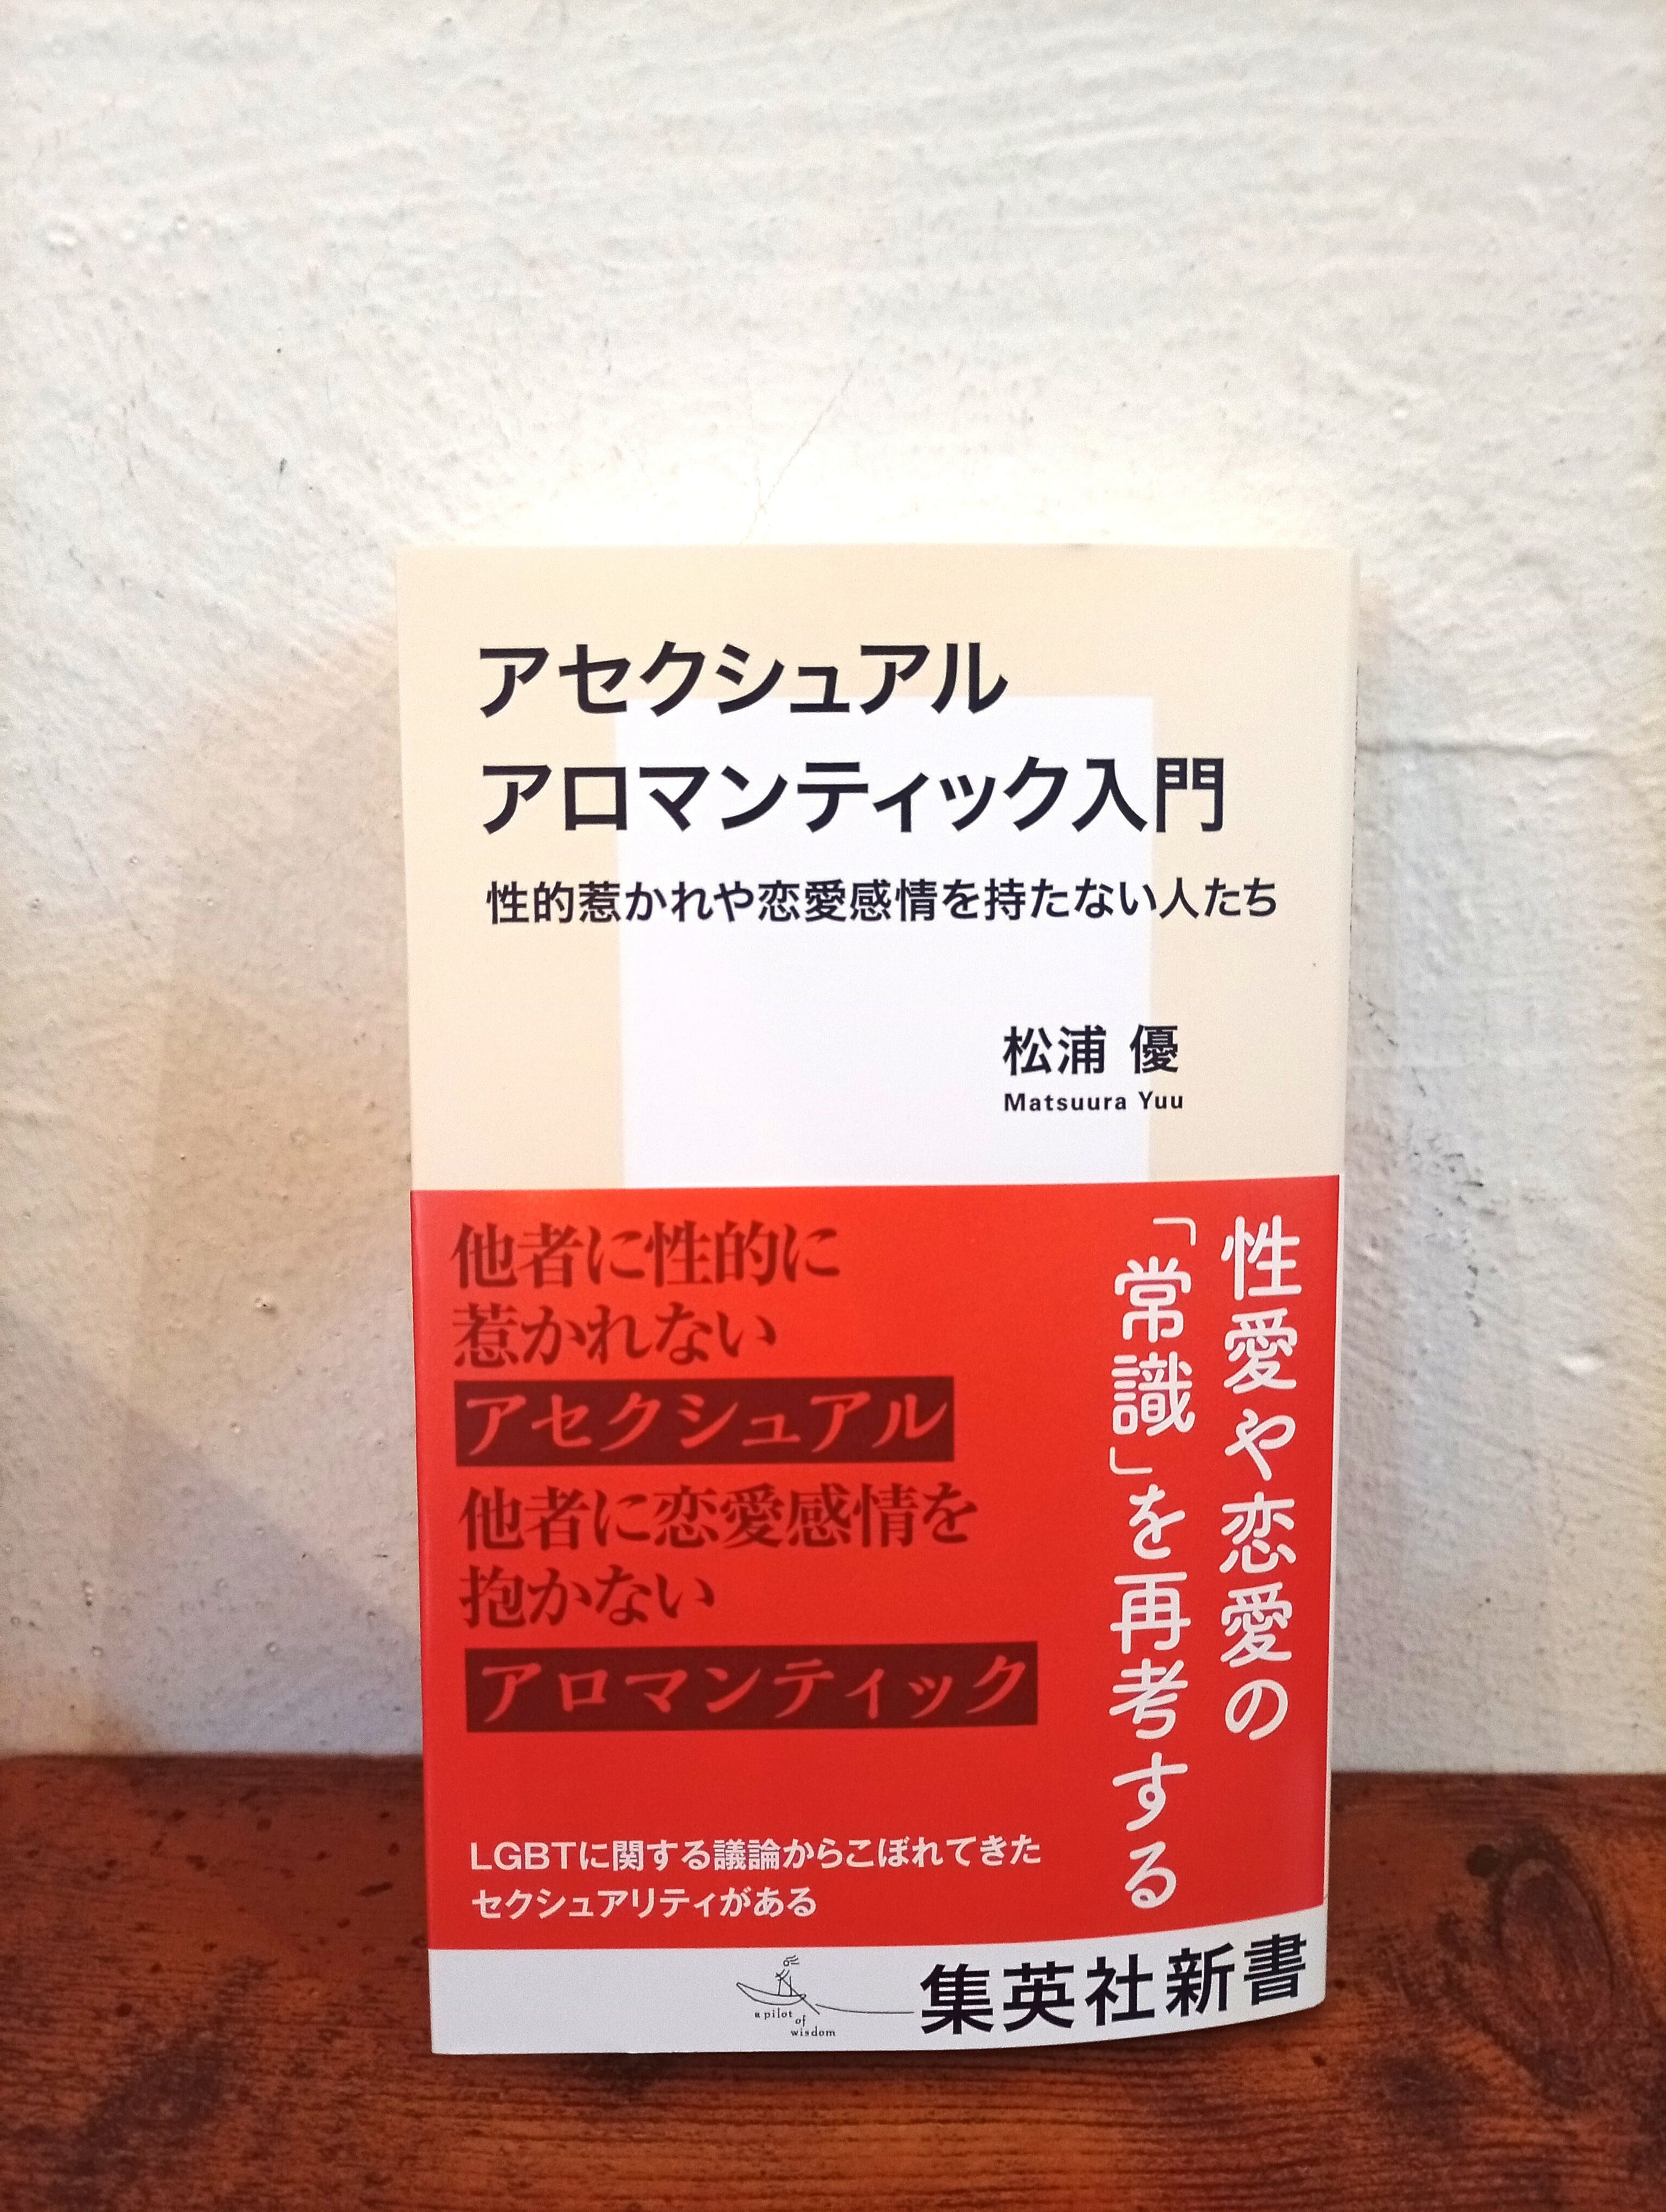 アセクシュアル
アロマンティック入門
性的惹かれや恋愛感情を持たない人たち
松浦 優
Matsuura Yuu
性愛や恋愛の
「常識」を再考する
他者に性的に
惹かれない
アセクシュアル
他者に恋愛感情を
抱かない
アロマンティック
LGBTに関する議論からこぼれてきた
セクシュアリティがある
a pilot
of
wisdom
集英社新書